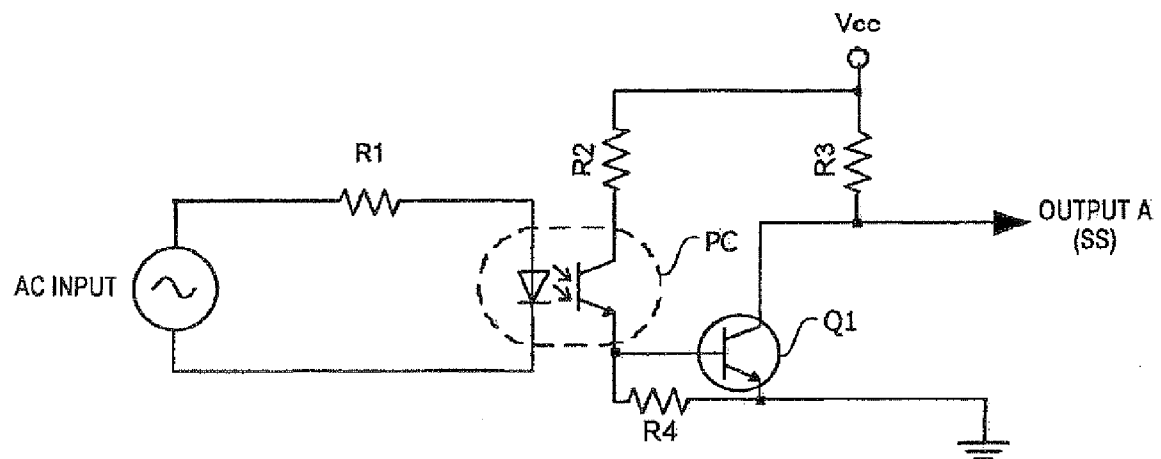 Vcc
R1
R2
R3
OUTPUT A
(SS)
PC
AC INPUT
Q1
R4